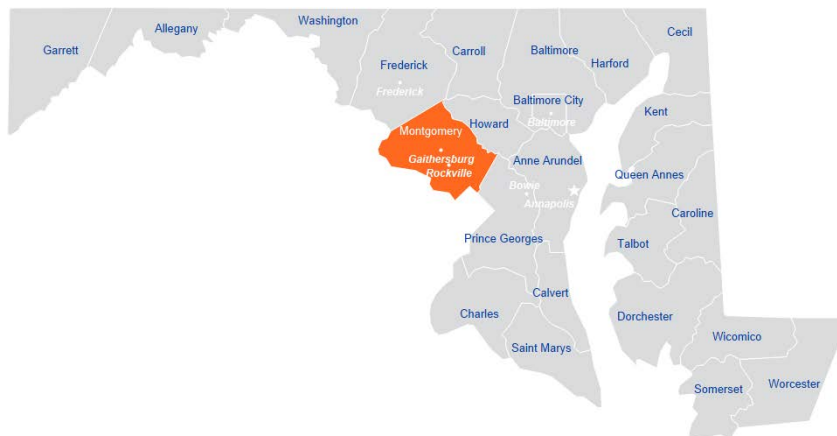 Washington
Allegany
Cecil
Garrett
Carroll
Baltimore
Harford
Frederick
Frederick
Baltimore City
Kent
Baltimore
Howard
Montgomery
Gaithersburg
Rockville
Anne Arundel
Queen Annes
Bowie
Annapolis
Caroline
Prince Georges
Talbot
Calvert
Charles
Dorchester
Wicomico
Saint Marys
Somerset
Worcester